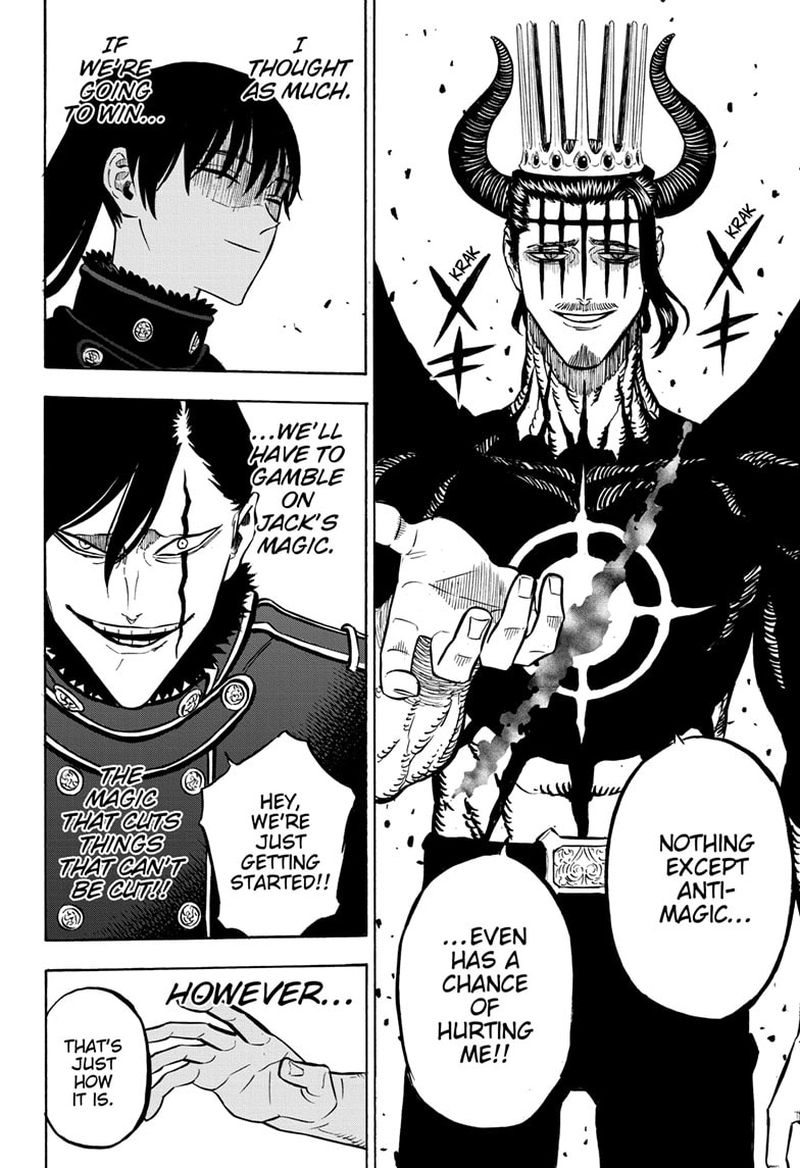 KRAK
KRAK
NOTHING
EXCEPT
ANTI-
MAGIC...
...EVEN
HAS A
CHANCE
OF
HURTING
ME!!
I
THOUGHT
AS MUCH.
IF
WE'RE
GOING
TO WIN...
...WE'LL
HAVE TO
GAMBLE
ON
JACK'S
MAGIC.
HEY,
WE'RE
JUST
GETTING
STARTED!!
THE
MAGIC
THAT CUTS
THINGS
THAT CAN'T
BE CUT!!
HOWEVER...
THAT'S
JUST
HOW
IT IS.